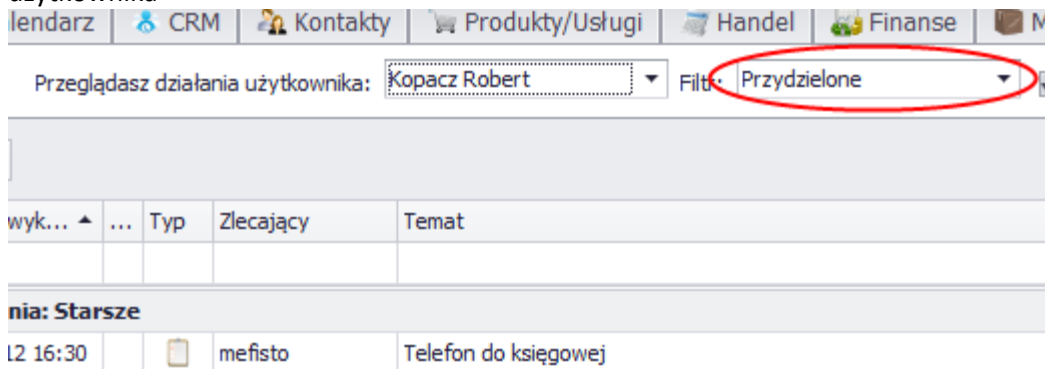 użytkownika
lendarz CRM Kontakty Produkty/Usługi Handel Finanse M
Przeglądasz działania użytkownika: Kopacz Robert Filtr: Przydzielone
wyk... ... Typ Zlecający Temat
nia: Starsze
12 16:30 mefisto Telefon do księgowej